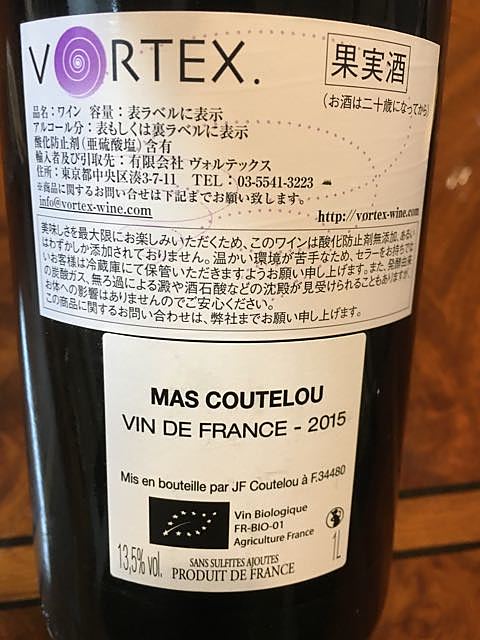 VORTEX.
果実酒
(お酒は二十歳になってから)
品名：ワイン 容量：表ラベルに表示
アルコール分：表もしくは裏ラベルに表示
酸化防止剤（亜硫酸塩）含有
輸入者及び引取先：有限会社 ヴォルテックス
住所：東京都中央区湊3-7-11 TEL：03-5541-3223
※商品に関するお問い合せは下記までお願い致します。
info@vortex-wine.com
http://vortex-wine.com
美味しさを最大限にお楽しみいただくため、このワインは酸化防止剤無添加、あるい
はわずかしか添加されておりません。温かい環境が苦手なため、セラーをお持ちでな
いお客様は冷蔵庫にて保管いただきますようお願い申し上げます。また、発酵由来
の炭酸ガス、無ろ過による澱や酒石酸などの沈殿が見受けられることもありますが、
お体への影響はありませんのでご安心ください。
この商品に関するお問い合わせは、弊社までお願い申し上げます。
MAS COUTELOU
VIN DE FRANCE - 2015
Mis en bouteille par JF Coutelou à F.34480
Vin Biologique
FR-BIO-01
Agriculture France
13,5% vol.
1L
SANS SULFITES AJOUTES
PRODUIT DE FRANCE